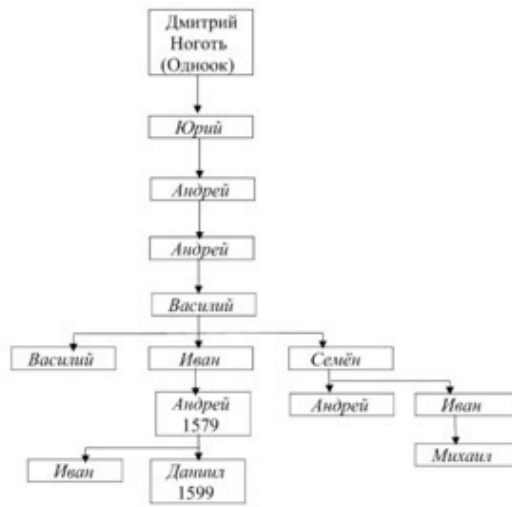 Дмитрий
Ноготь
(Одноок)
Юрий
Андрей
Андрей
Василий
Василий
Иван
Семён
Андрей
1579
Андрей
Иван
Иван
Даниил
1599
Михаил